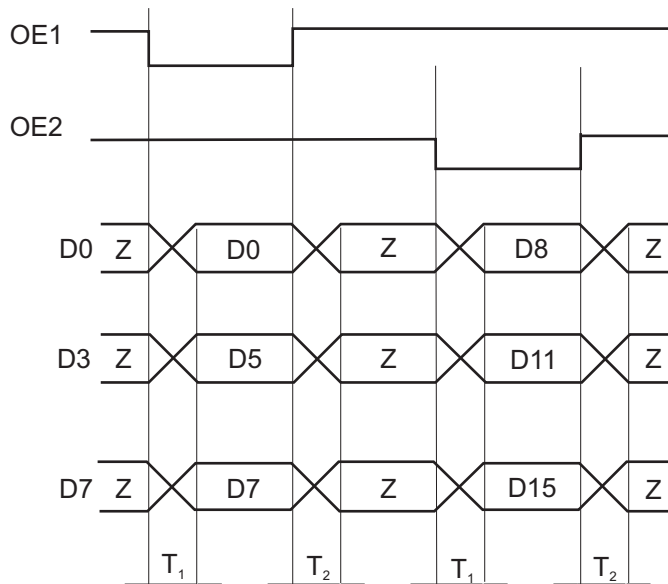 OE1
OE2
D0 Z D0 Z D8 Z
D3 Z D5 Z D11 Z
D7 Z D7 Z D15 Z
T₁ T₂ T₁ T₂